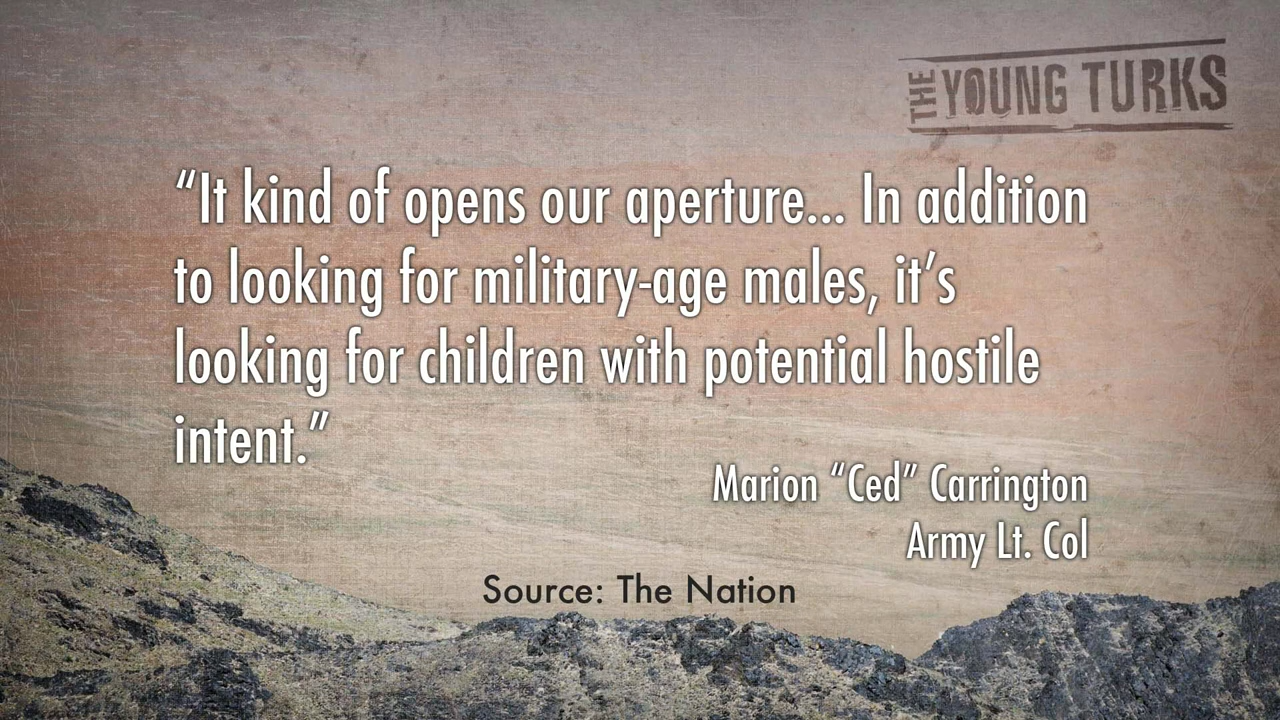 THE YOUNG TURKS
“It kind of opens our aperture... In addition
to looking for military-age males, it’s
looking for children with potential hostile
intent.”
Marion “Ced” Carrington
Army Lt. Col
Source: The Nation